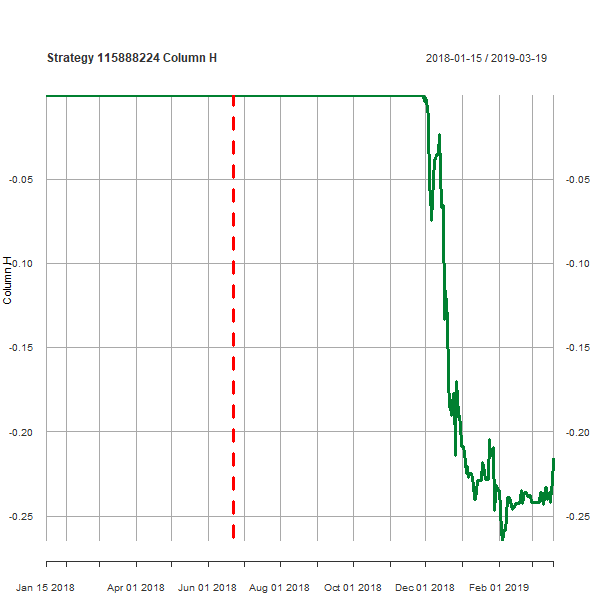 Strategy 115888224 Column H
2018-01-15 / 2019-03-19
Column H
-0.05
-0.05
-0.10
-0.10
-0.15
-0.15
-0.20
-0.20
-0.25
-0.25
Jan 15 2018
Apr 01 2018
Jun 01 2018
Aug 01 2018
Oct 01 2018
Dec 01 2018
Feb 01 2019